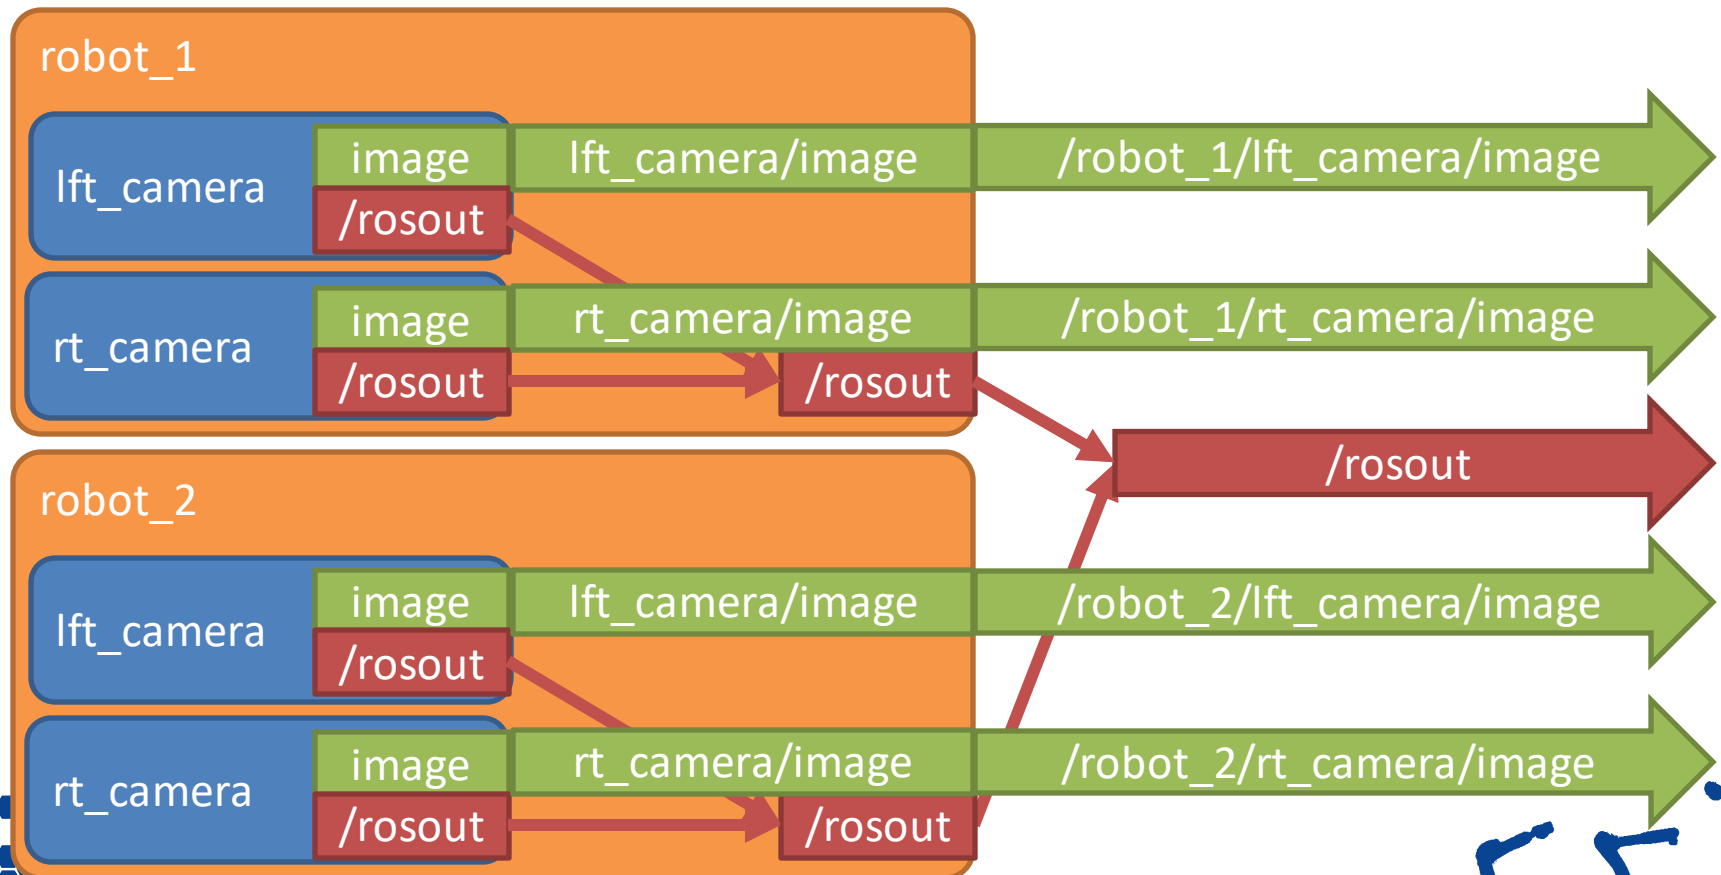 robot_1
image lft_camera/image /robot_1/lft_camera/image
lft_camera
/rosout
image rt_camera/image /robot_1/rt_camera/image
rt_camera
/rosout /rosout
/rosout
robot_2
image lft_camera/image /robot_2/lft_camera/image
lft_camera
/rosout
image rt_camera/image /robot_2/rt_camera/image
rt_camera
/rosout /rosout